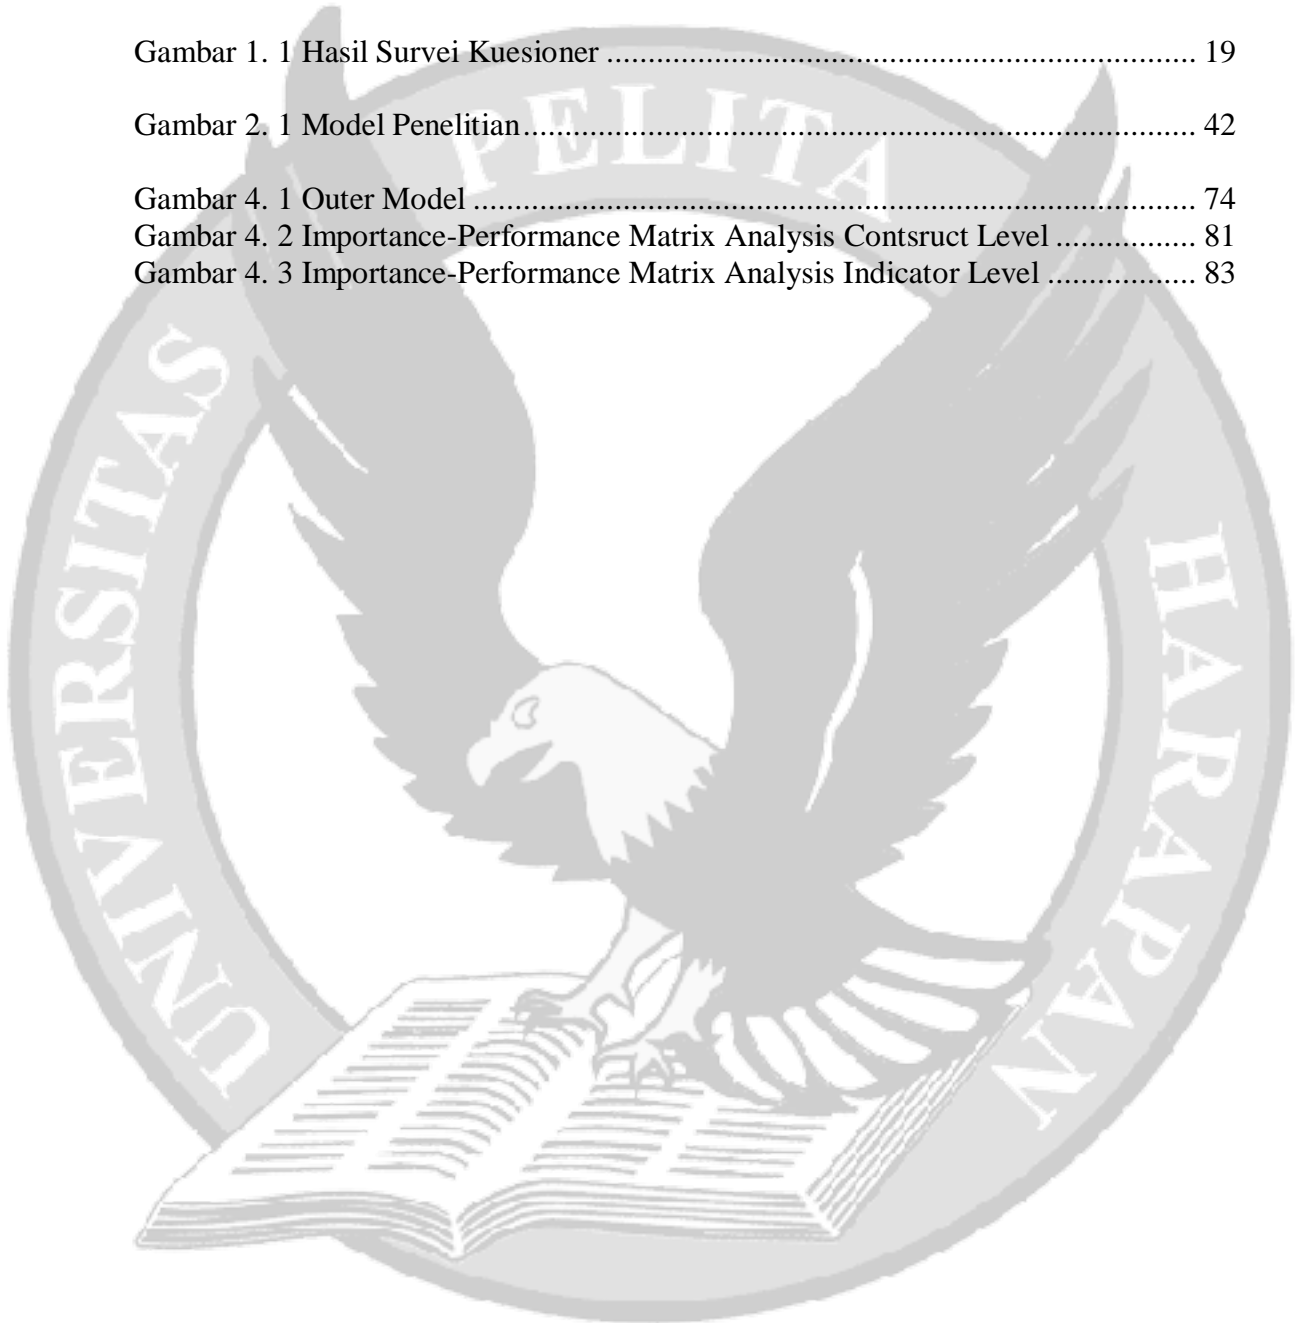 Gambar 1. 1 Hasil Survei Kuesioner ........................................................................ 19
Gambar 2. 1 Model Penelitian.................................................................................. 42
Gambar 4. 1 Outer Model ........................................................................................ 74
Gambar 4. 2 Importance-Performance Matrix Analysis Contsruct Level ................. 81
Gambar 4. 3 Importance-Performance Matrix Analysis Indicator Level .................. 83
UNIVERSITAS PELITA HARAPAN